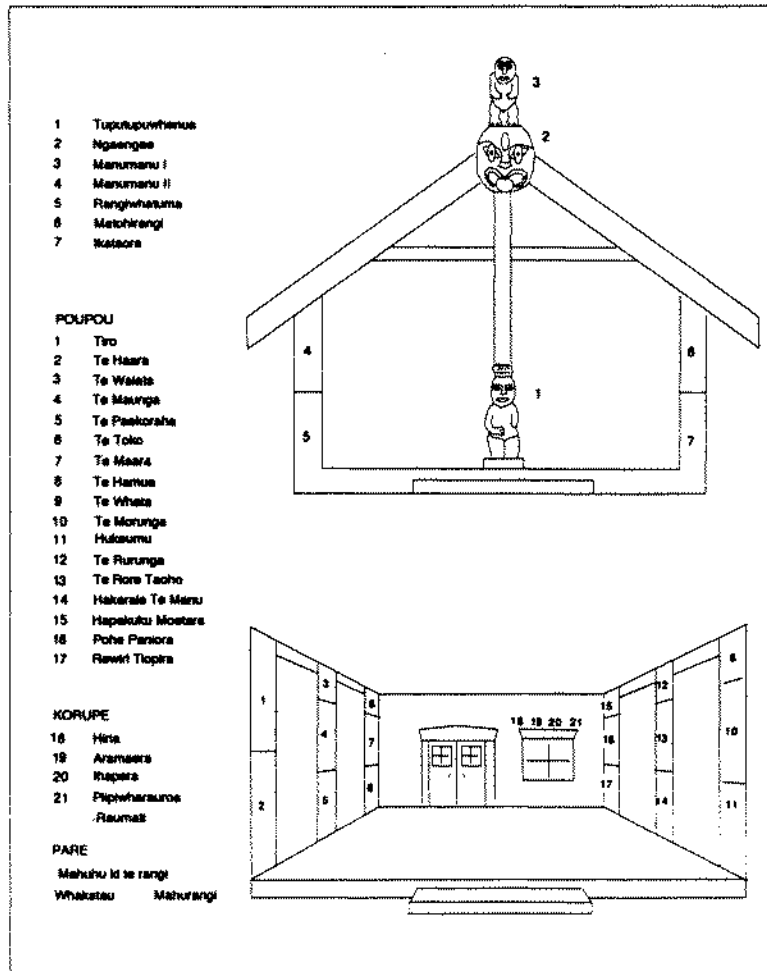 1 Tuputupuwhenua
2 Ngaengae
3 Manumanu I
4 Manumanu II
5 Rangiwhatuma
6 Matohirangi
7 Ikataora
POUPOU
1 Tiro
2 Te Haara
3 Te Waiata
4 Te Maunga
5 Te Paekoraha
6 Te Toko
7 Te Maara
8 Te Hamua
9 Te Whata
10 Te Morunga
11 Hukeumu
12 Te Rurunga
13 Te Rore Taoho
14 Hakaraia Te Manu
15 Hapakuku Moetara
16 Pohe Paniora
17 Rewiri Tiopira
KORUPE
18 Hina
19 Aramaera
20 Ihapera
21 Pipiwharauroa
Raumati
PARE
Mahuhu ki te rangi
Whakatau Mahurangi
3
2
4
6
1
5
7
18 19 20 21
1
3
6
15
12
9
4
7
16
13
10
2
5
8
17
14
11